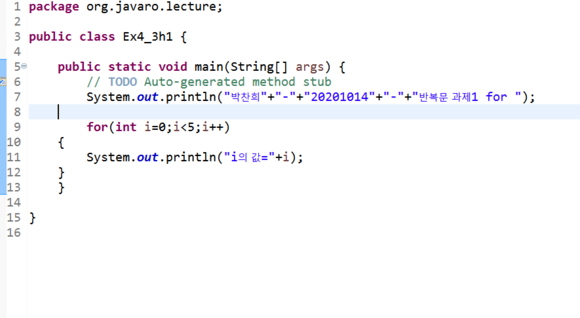 1 package org.javaro.lecture;
2
3 public class Ex4_3h1 {
4
5     public static void main(String[] args) {
6         // TODO Auto-generated method stub
7         System.out.println("박찬희"+"-"+"20201014"+"-"+"반복문 과제1 for ");
8
9         for(int i=0;i<5;i++)
10     {
11         System.out.println("i의 값="+i);
12     }
13     }
14
15 }
16